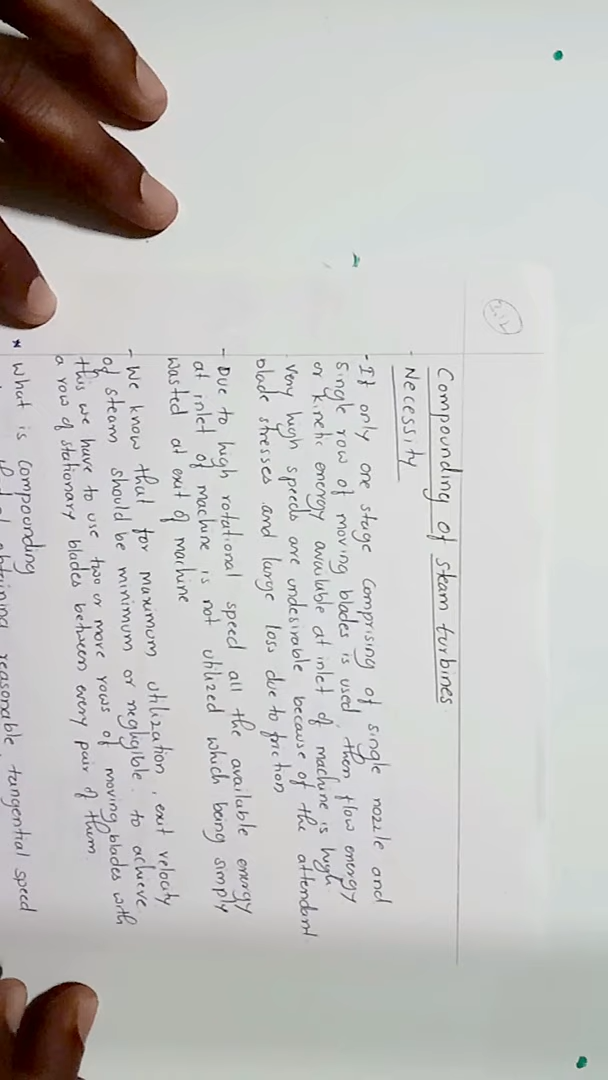 Compounding of steam turbines
- Necessity
- If only one stage comprising of single nozzle and
single row of moving blades is used, then flow energy
or kinetic energy available at inlet of machine is high.
Very high speeds are undesirable because of the attendant
blade stresses and large loss due to friction
- Due to high rotational speed all the available energy
at inlet of machine is not utilized which being simply
wasted at exit of machine
- We know that for maximum utilization, exit velocity
of steam should be minimum or negligible. to achieve
this we have to use two or more rows of moving blades with
a row of stationary blades between every pair of them.
* What is compounding
obtaining reasonable tangential speed